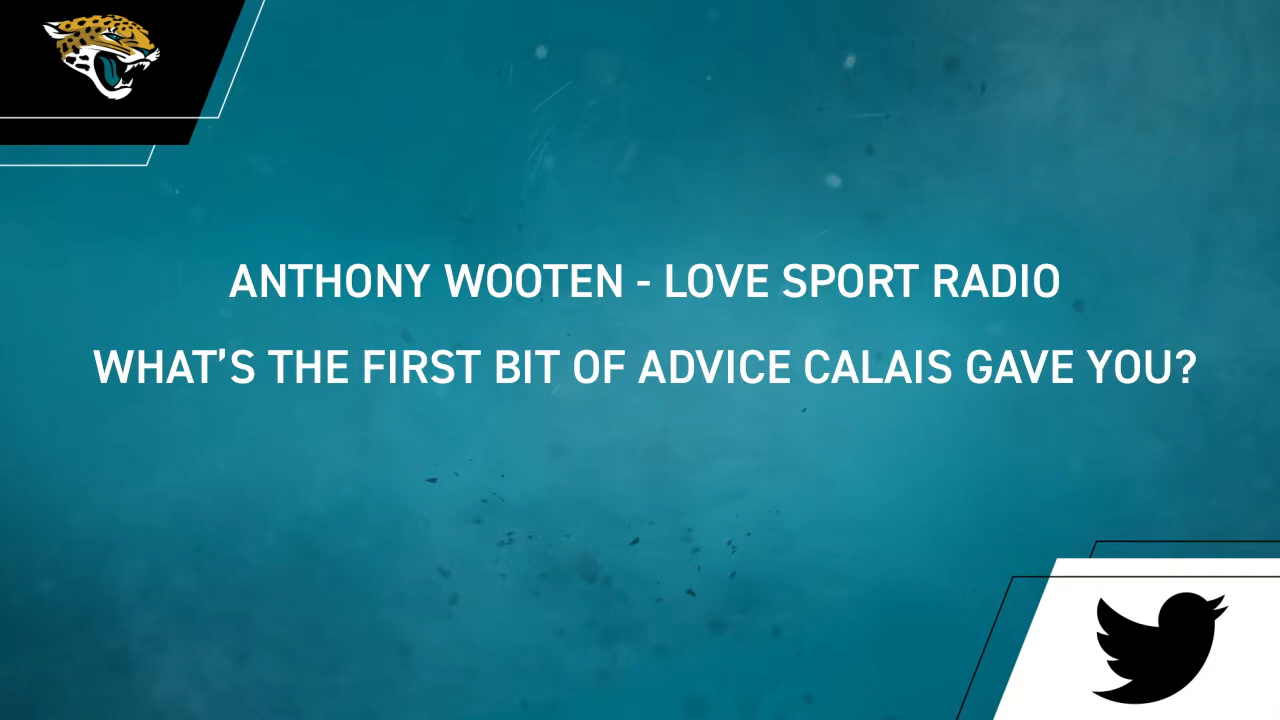 ANTHONY WOOTEN - LOVE SPORT RADIO
WHAT’S THE FIRST BIT OF ADVICE CALAIS GAVE YOU?